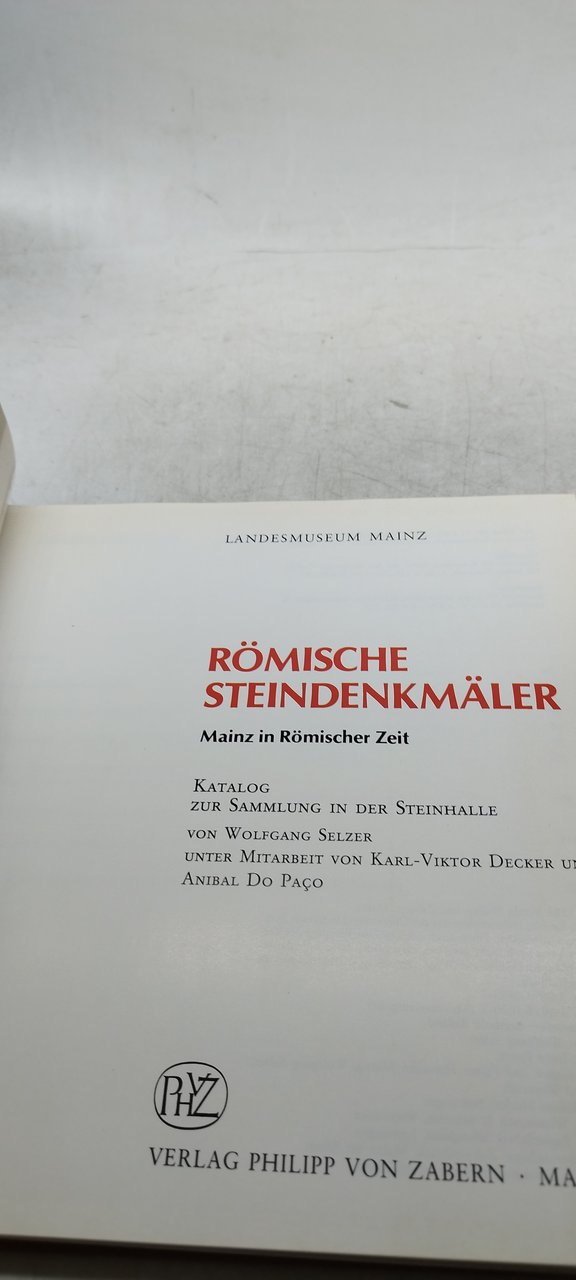 LANDESMUSEUM MAINZ
RÖMISCHE
STEINDENKMÄLER
Mainz in Römischer Zeit
KATALOG
ZUR SAMMLUNG IN DER STEINHALLE
VON WOLFGANG SELZER
UNTER MITARBEIT VON KARL-VIKTOR DECKER
ANIBAL DO PAÇO
PHVZ
VERLAG PHILIPP VON ZABERN ·